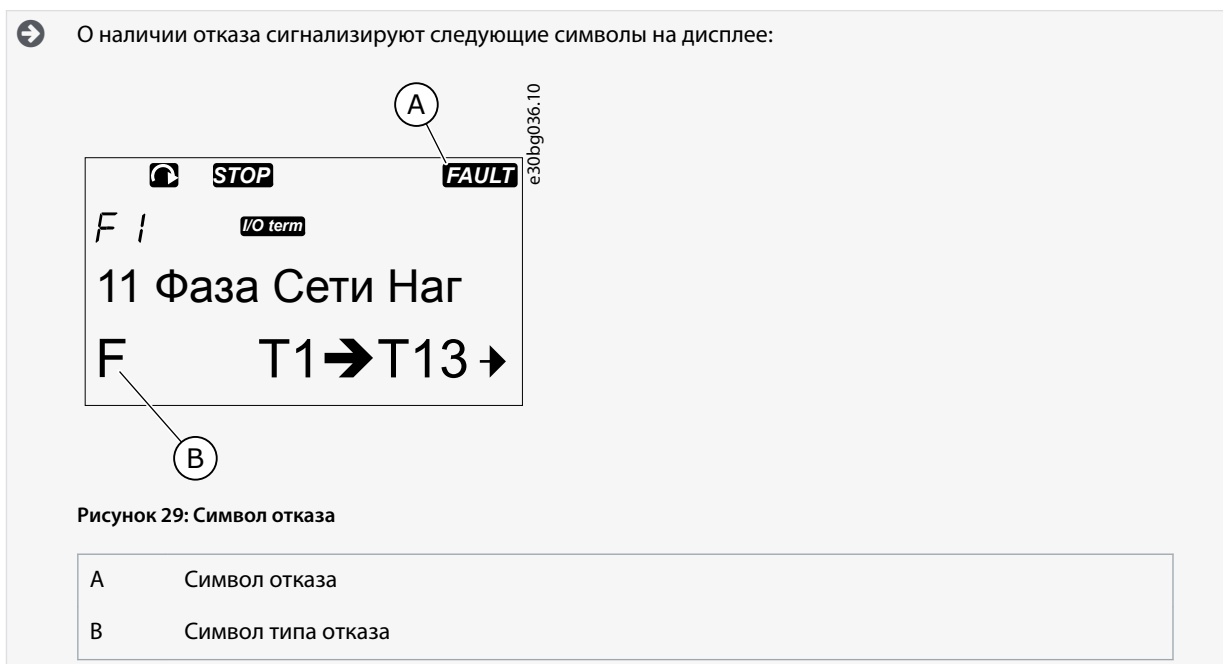 О наличии отказа сигнализируют следующие символы на дисплее:
A
e30bg036.10
STOP FAULT
F 1 I/O term
11 Фаза Сети Наг
F T1➔T13
B
Рисунок 29: Символ отказа
A Символ отказа
B Символ типа отказа